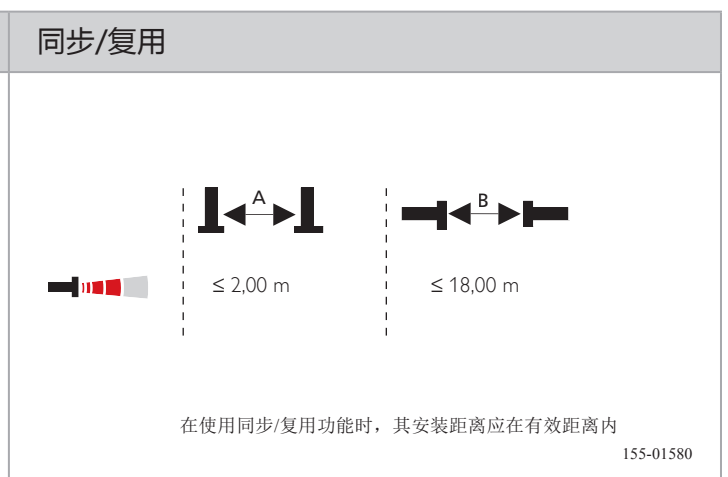 同步/复用
A
B
≤ 2,00 m
≤ 18,00 m
在使用同步/复用功能时，其安装距离应在有效距离内
155-01580